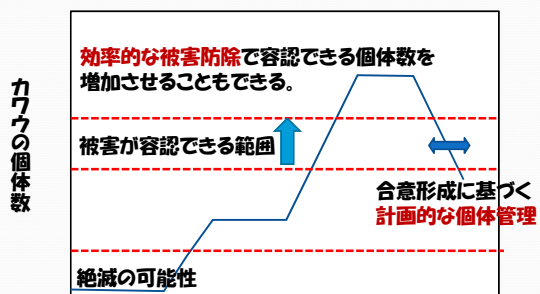 効率的な被害防除で容認できる個体数を
増加させることもできる。
カワウの個体数
被害が容認できる範囲
合意形成に基づく
計画的な個体管理
絶滅の可能性